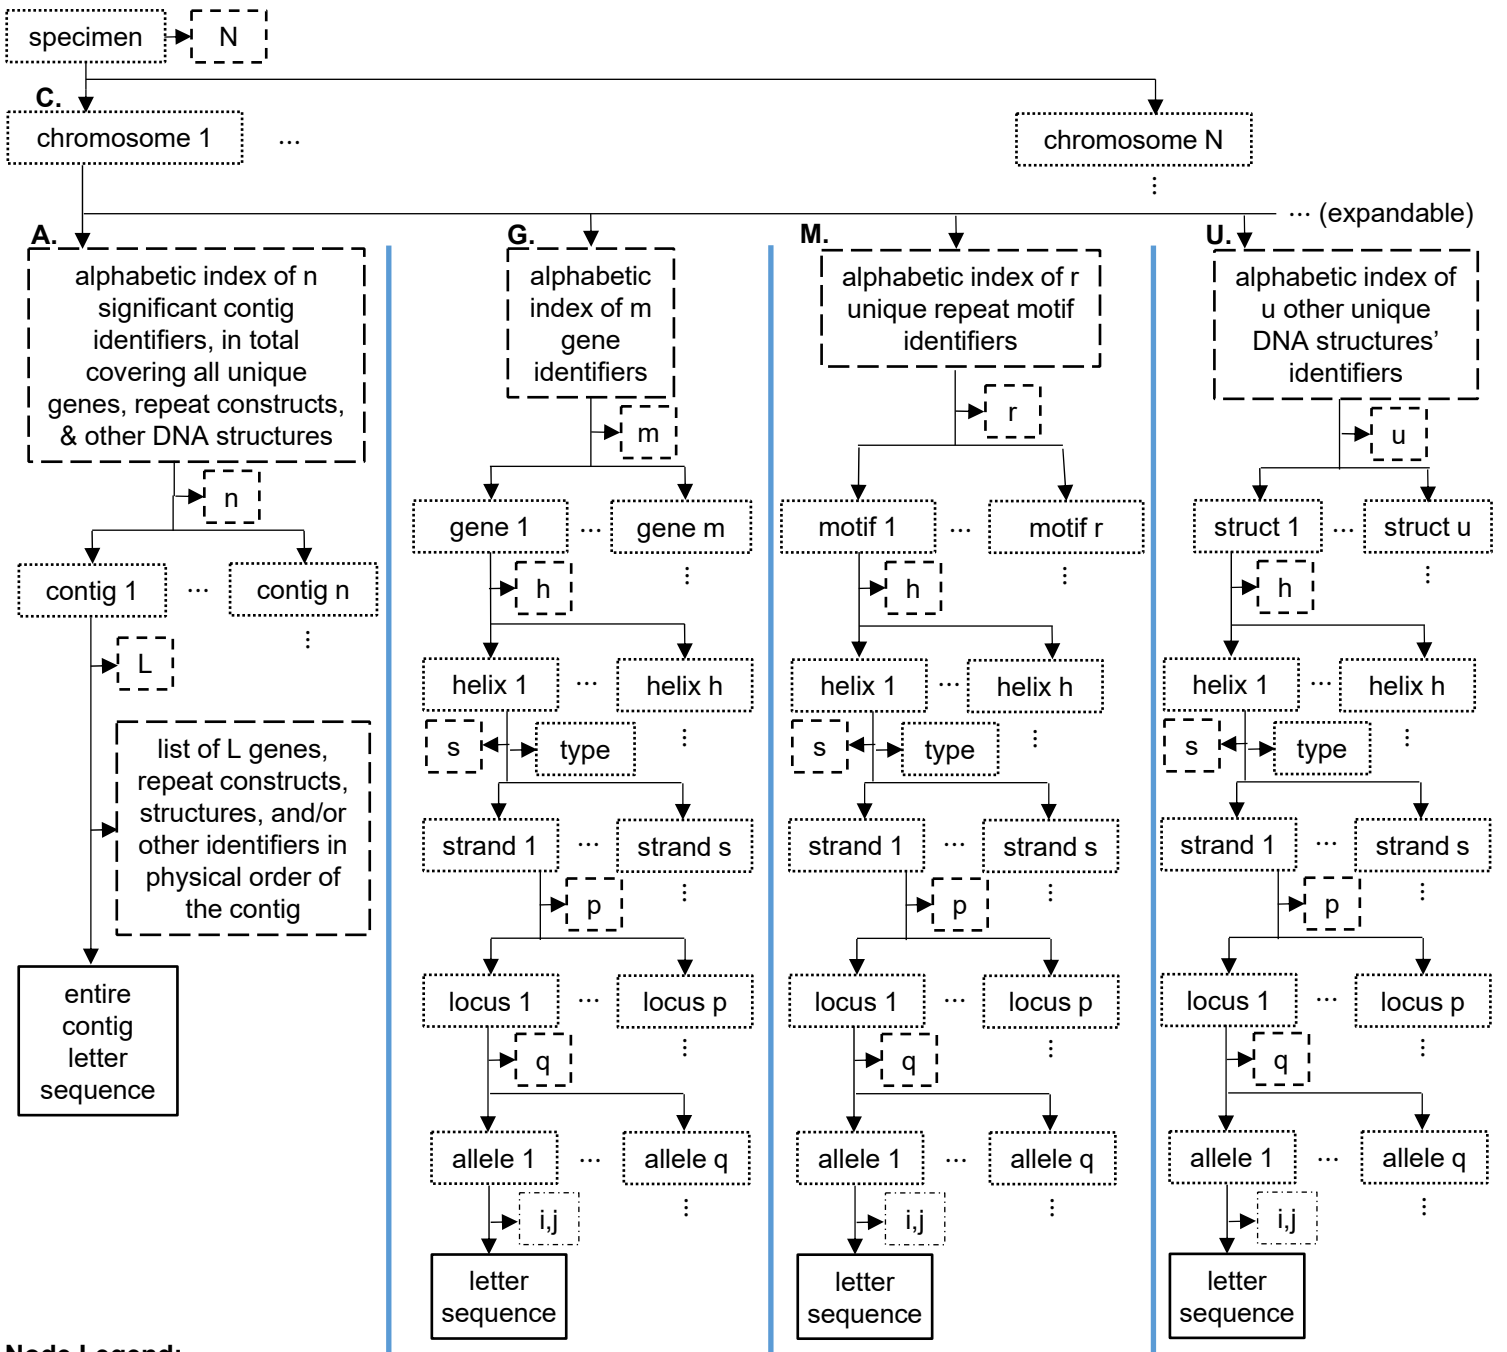 specimen
N
C.
chromosome 1
...
chromosome N
⋮
... (expandable)
A.
alphabetic index of n
significant contig
identifiers, in total
covering all unique
genes, repeat constructs,
& other DNA structures
n
contig 1
...
contig n
⋮
L
list of L genes,
repeat constructs,
structures, and/or
other identifiers in
physical order of
the contig
entire
contig
letter
sequence
G.
alphabetic
index of m
gene
identifiers
m
gene 1
...
gene m
⋮
h
helix 1
...
helix h
⋮
s
type
strand 1
...
strand s
⋮
p
locus 1
...
locus p
⋮
q
allele 1
...
allele q
⋮
i,j
letter
sequence
M.
alphabetic index of r
unique repeat motif
identifiers
r
motif 1
...
motif r
⋮
h
helix 1
...
helix h
⋮
s
type
strand 1
...
strand s
⋮
p
locus 1
...
locus p
⋮
q
allele 1
...
allele q
⋮
i,j
letter
sequence
U.
alphabetic index of
u other unique
DNA structures’
identifiers
u
struct 1
...
struct u
⋮
h
helix 1
...
helix h
⋮
s
type
strand 1
...
strand s
⋮
p
locus 1
...
locus p
⋮
q
allele 1
...
allele q
⋮
i,j
letter
sequence
Node Legend: